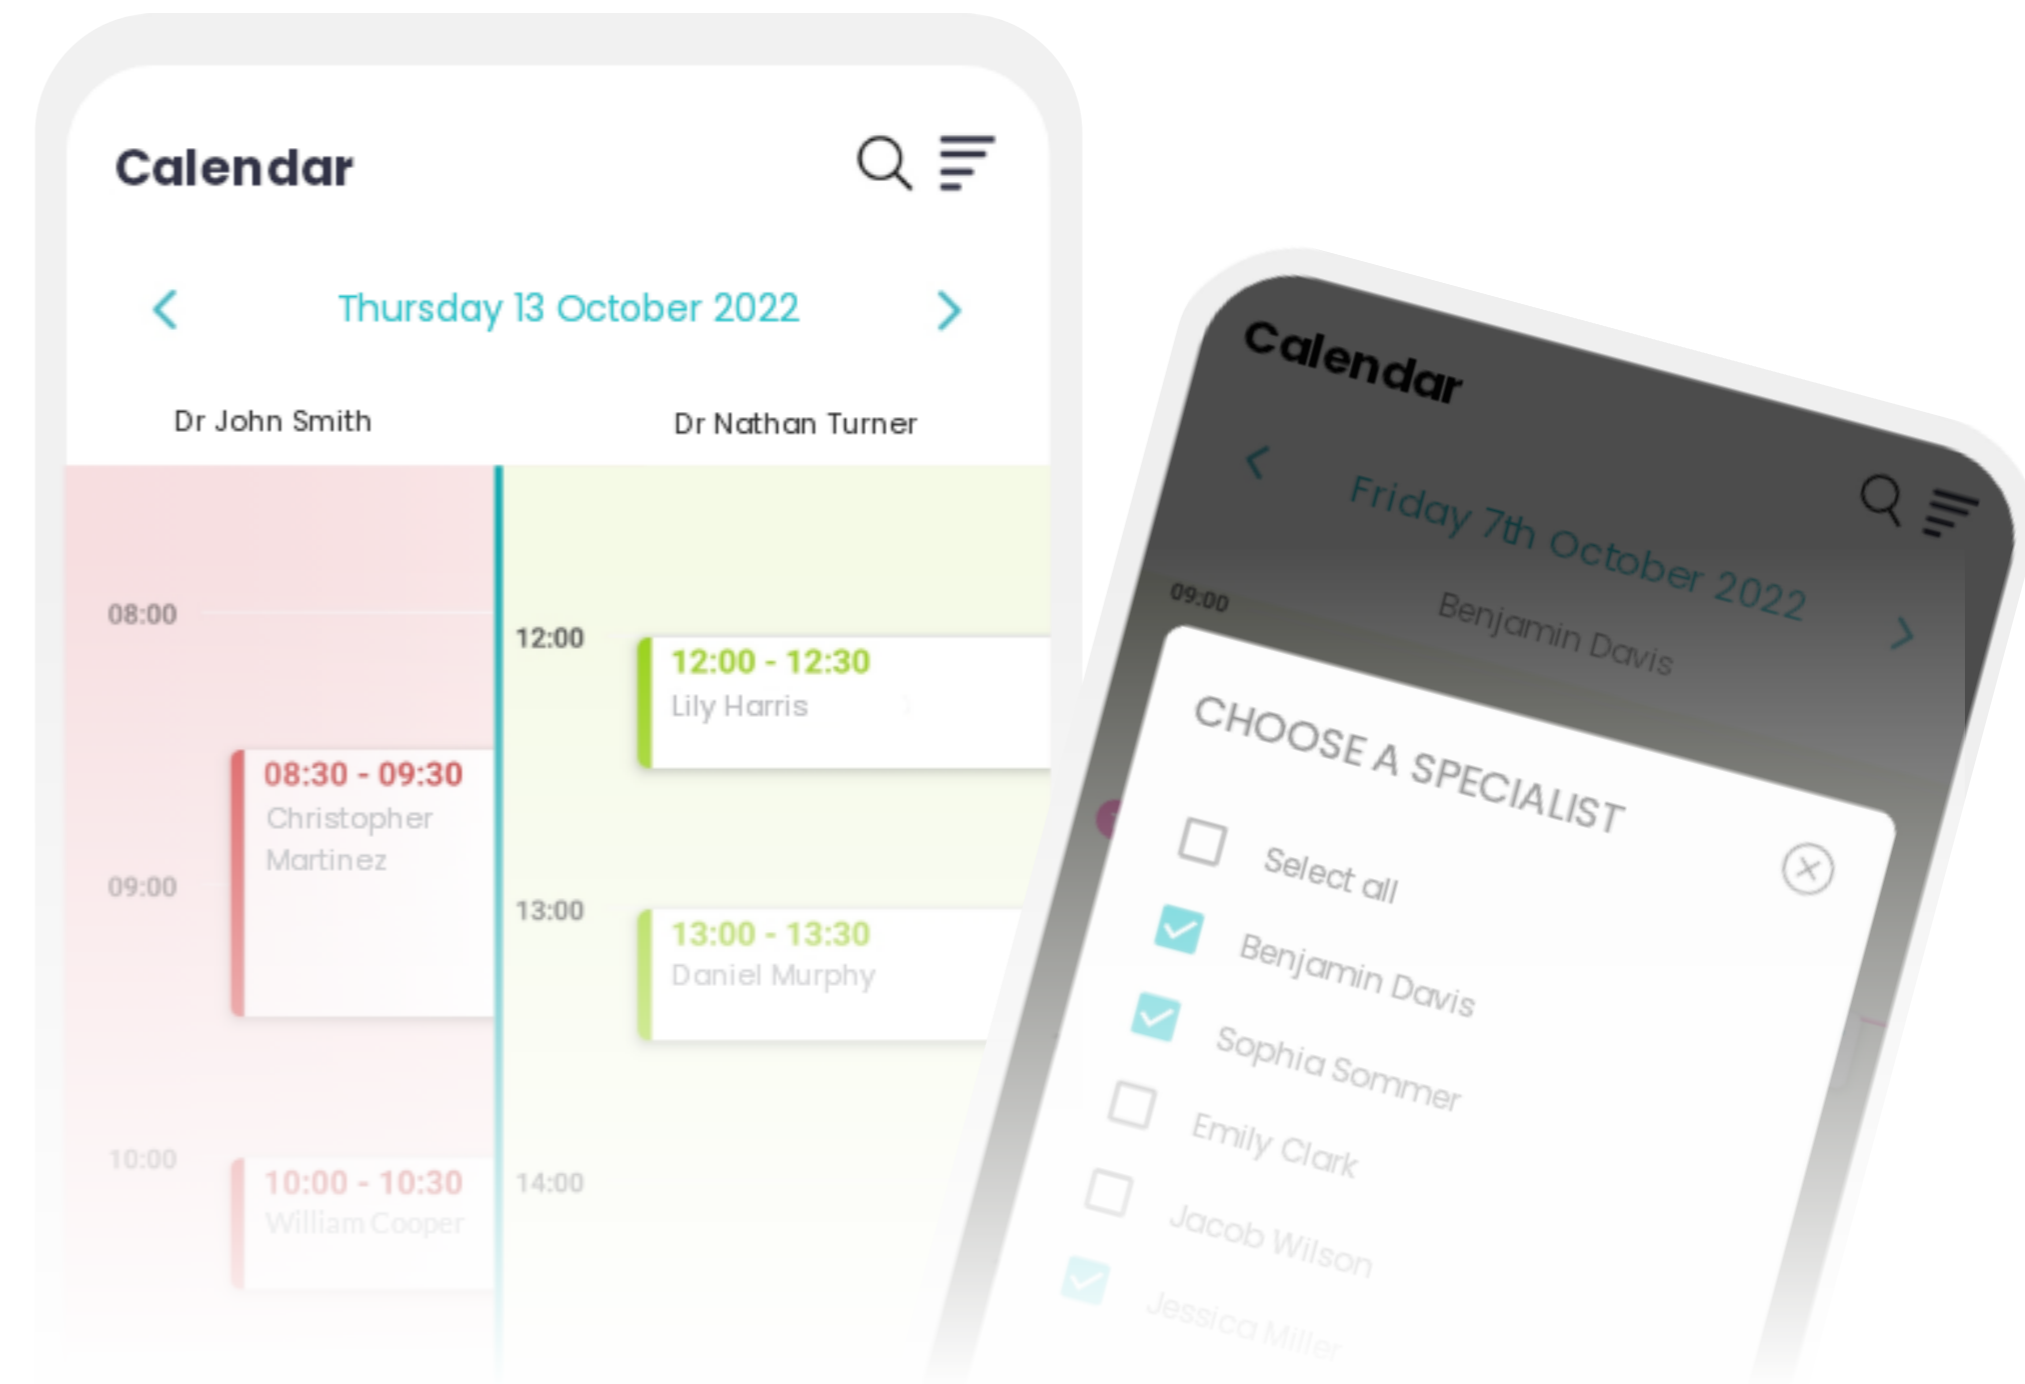 Calendar
Thursday 13 October 2022
Dr John Smith
Dr Nathan Turner
08:00
08:30 - 09:30
Christopher
Martinez
09:00
10:00
10:00 - 10:30
William Cooper
12:00
12:00 - 12:30
Lily Harris
13:00
13:00 - 13:30
Daniel Murphy
14:00
Calendar
Friday 7th October 2022
Benjamin Davis
09:00
CHOOSE A SPECIALIST
Select all
Benjamin Davis
Sophia Sommer
Emily Clark
Jacob Wilson
Jessica Miller